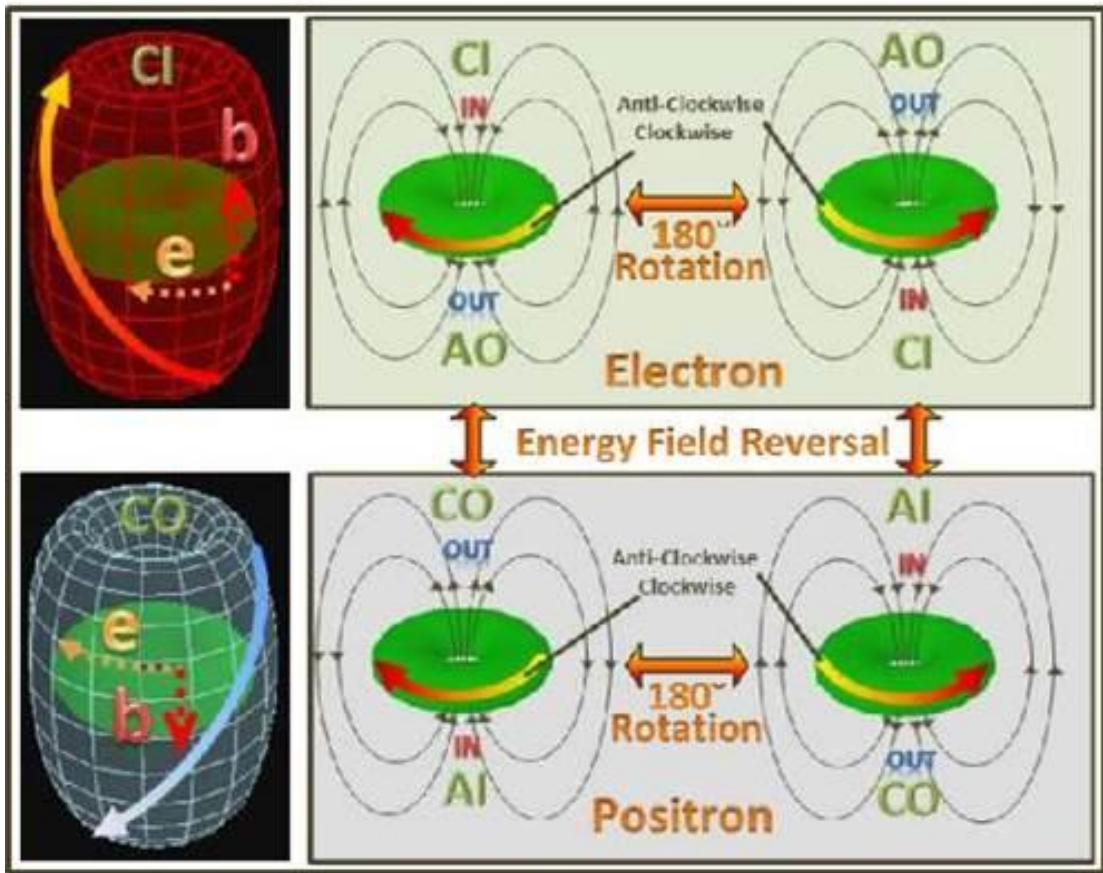 CI
b
e
CI
IN
Anti-Clockwise
Clockwise
AO
OUT
180°
Rotation
OUT
AO
IN
CI
Electron
Energy Field Reversal
CO
e
b
CO
OUT
Anti-Clockwise
Clockwise
AI
IN
180°
Rotation
IN
AI
OUT
CO
Positron